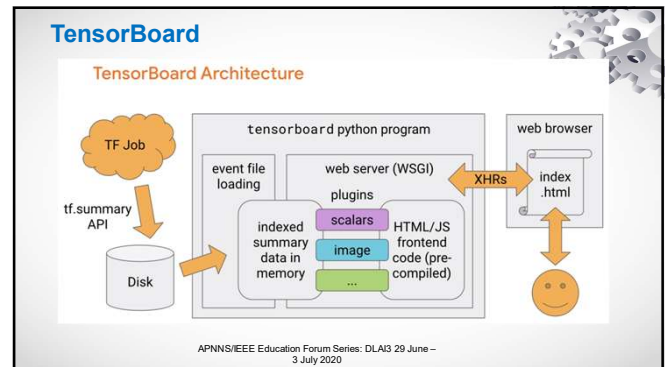 TensorBoard
TensorBoard Architecture
TF Job
tf.summary
API
Disk
tensorboard python program
event file
loading
web server (WSGI)
plugins
indexed
summary
data in
memory
scalars
image
...
HTML/JS
frontend
code (pre-
compiled)
XHRs
web browser
index
.html
APNNS/IEEE Education Forum Series: DLAI3 29 June –
3 July 2020